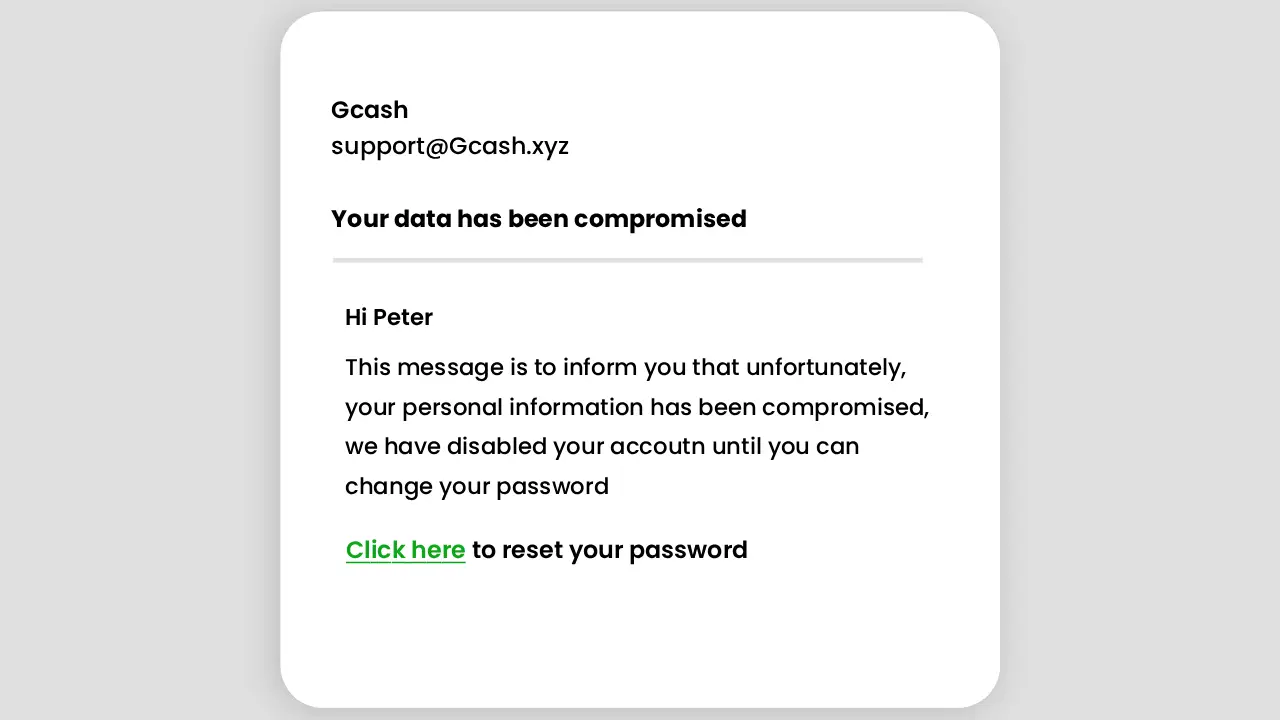 Gcash
support@Gcash.xyz
Your data has been compromised
Hi Peter
This message is to inform you that unfortunately,
your personal information has been compromised,
we have disabled your accoutn until you can
change your password
Click here to reset your password